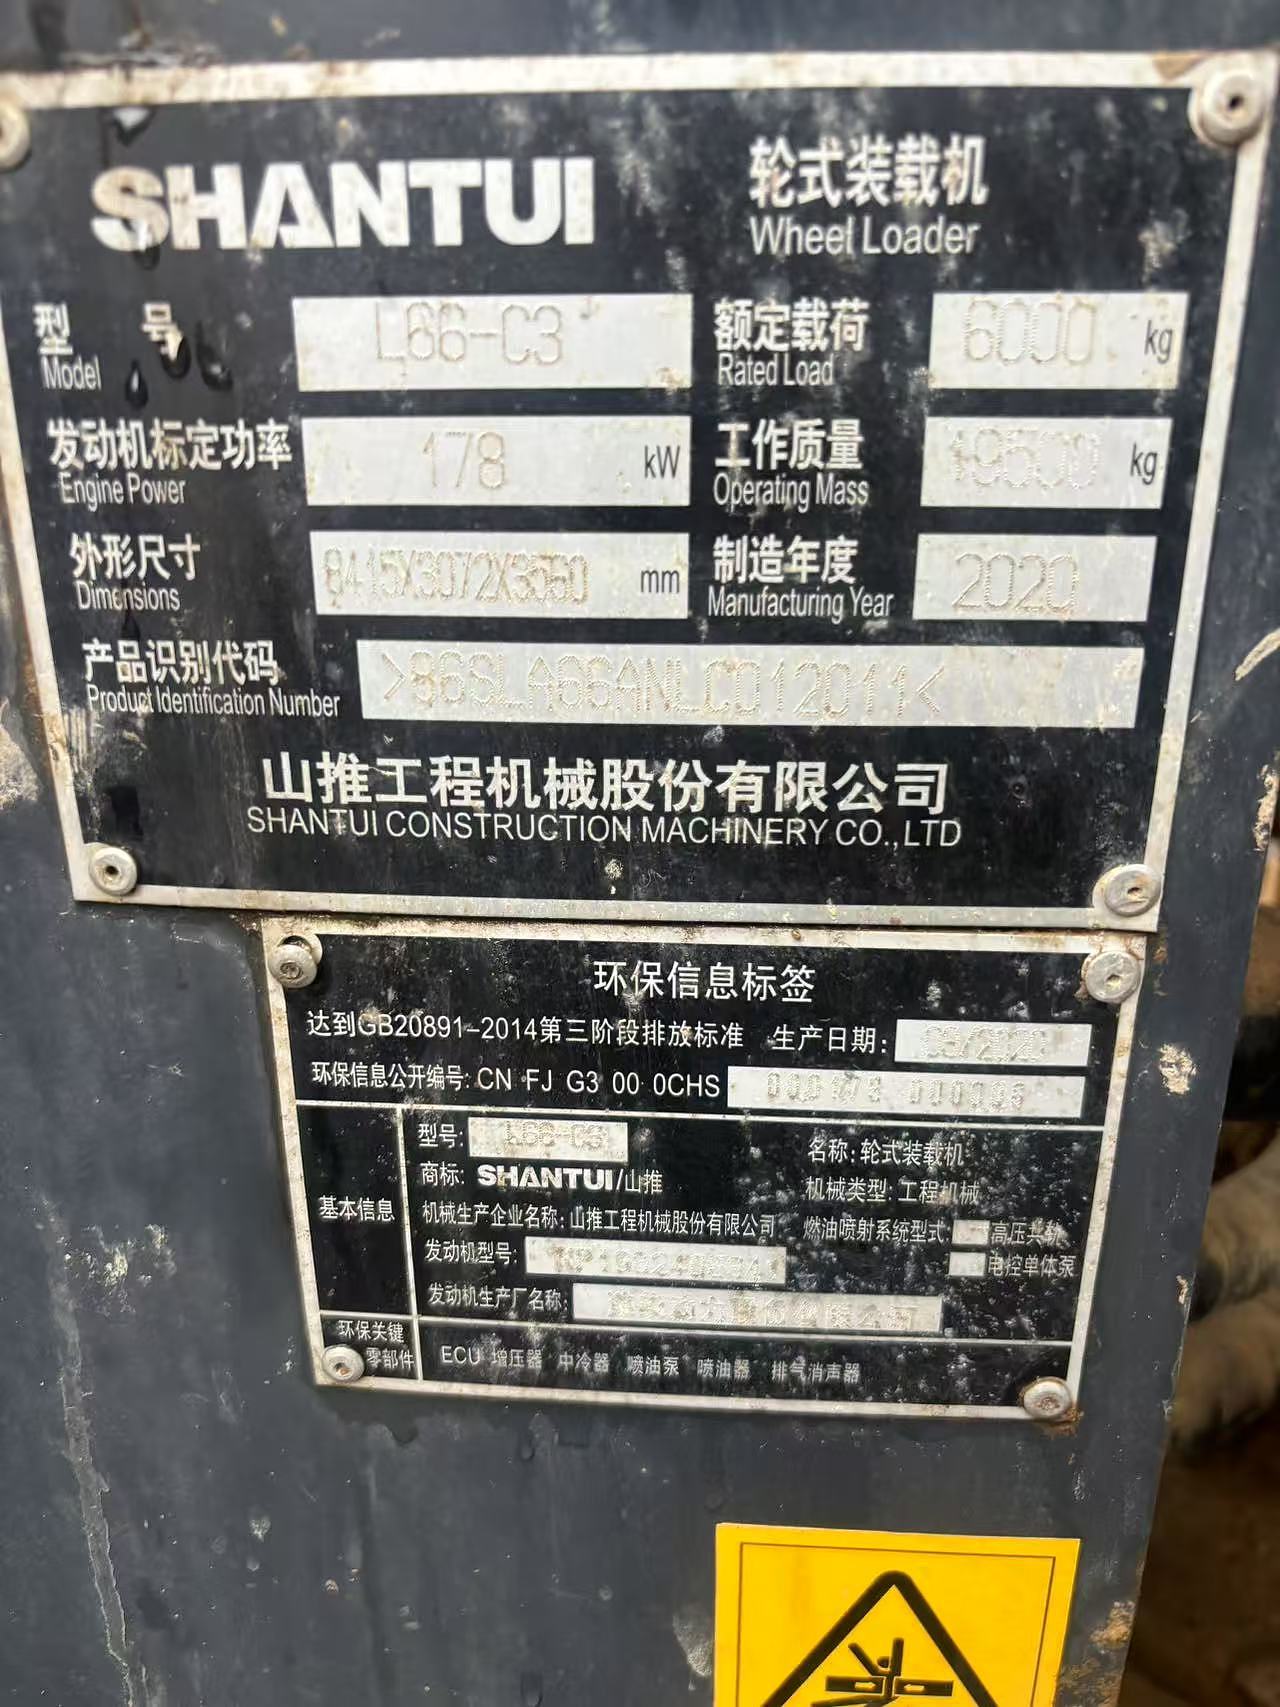 SHANTUI
轮式装载机
Wheel Loader
型 号 L66-C3 额定载荷 6000 kg
Model Rated Load
发动机标定功率 178 kW 工作质量 19500 kg
Engine Power Operating Mass
外形尺寸 8415X3072X3550 mm 制造年度 2020
Dimensions Manufacturing Year
产品识别代码 >86SLA66ANLC012011<
Product Identification Number
山推工程机械股份有限公司
SHANTUI CONSTRUCTION MACHINERY CO.,LTD
环保信息标签
达到GB20891-2014第三阶段排放标准 生产日期:
环保信息公开编号: CN FJ G3 00 0CHS
基本信息
型号: L66-C3 名称: 轮式装载机
商标: SHANTUI/山推 机械类型: 工程机械
机械生产企业名称: 山推工程机械股份有限公司 燃油喷射系统型式: 高压共轨
发动机型号: 电控单体泵
发动机生产厂名称:
环保关键
零部件 ECU 增压器 中冷器 喷油泵 喷油器 排气消声器